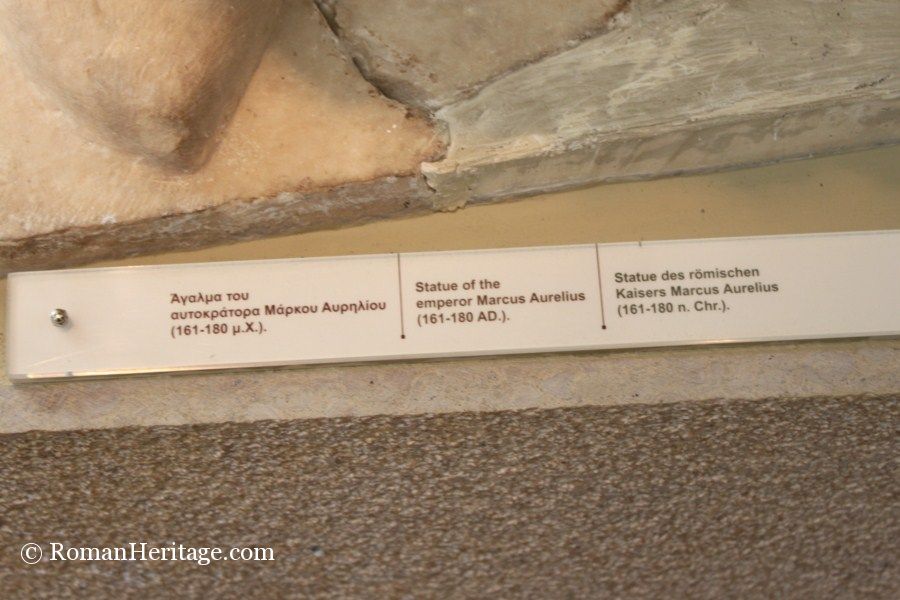 Άγαλμα του
αυτοκράτορα Μάρκου Αυρηλίου
(161-180 μ.Χ.).
Statue of the
emperor Marcus Aurelius
(161-180 AD.).
Statue des römischen
Kaisers Marcus Aurelius
(161-180 n. Chr.).
© RomanHeritage.com